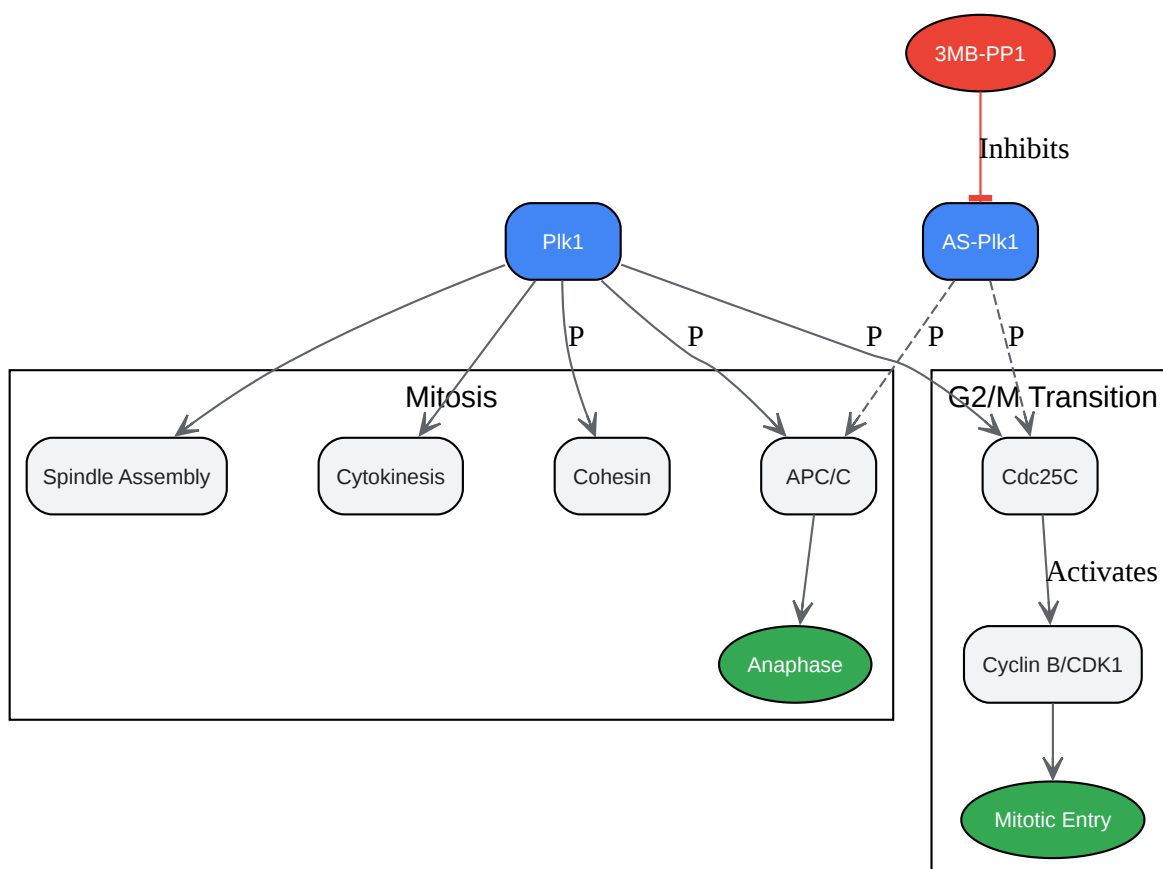 3MB-PP1
Inhibits
Plk1
AS-Plk1
P
P
P
P
P
Mitosis
G2/M Transition
Spindle Assembly
Cytokinesis
Cohesin
APC/C
Cdc25C
Activates
Anaphase
Cyclin B/CDK1
Mitotic Entry